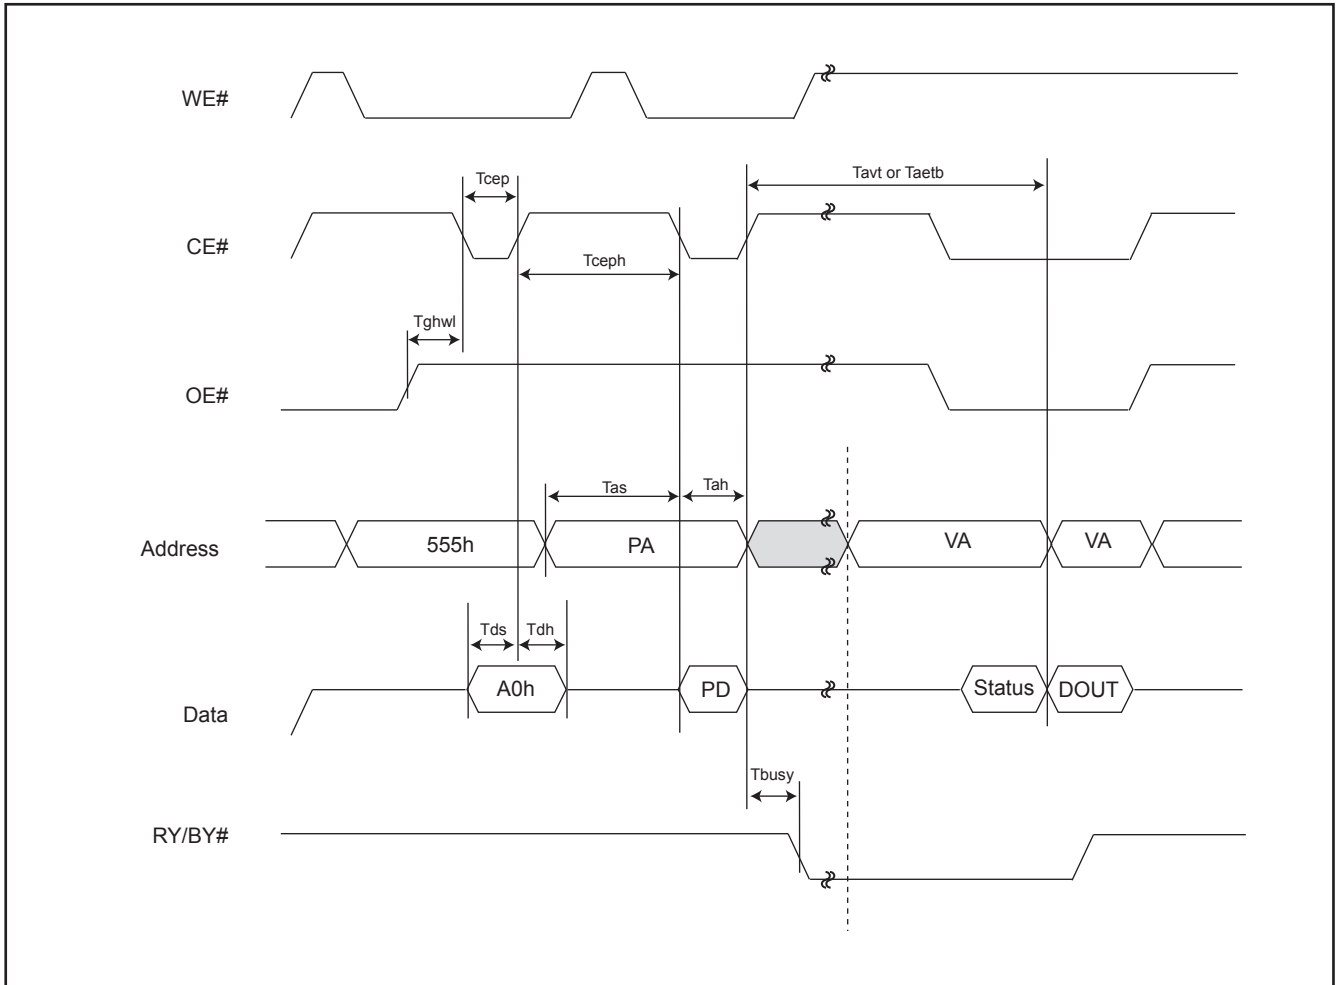 WE#
Tcep
Tavt or Taetb
CE#
Tceph
Tghwl
OE#
Tas
Tah
Address
555h
PA
VA
VA
Tds
Tdh
Data
A0h
PD
Status
DOUT
Tbusy
RY/BY#